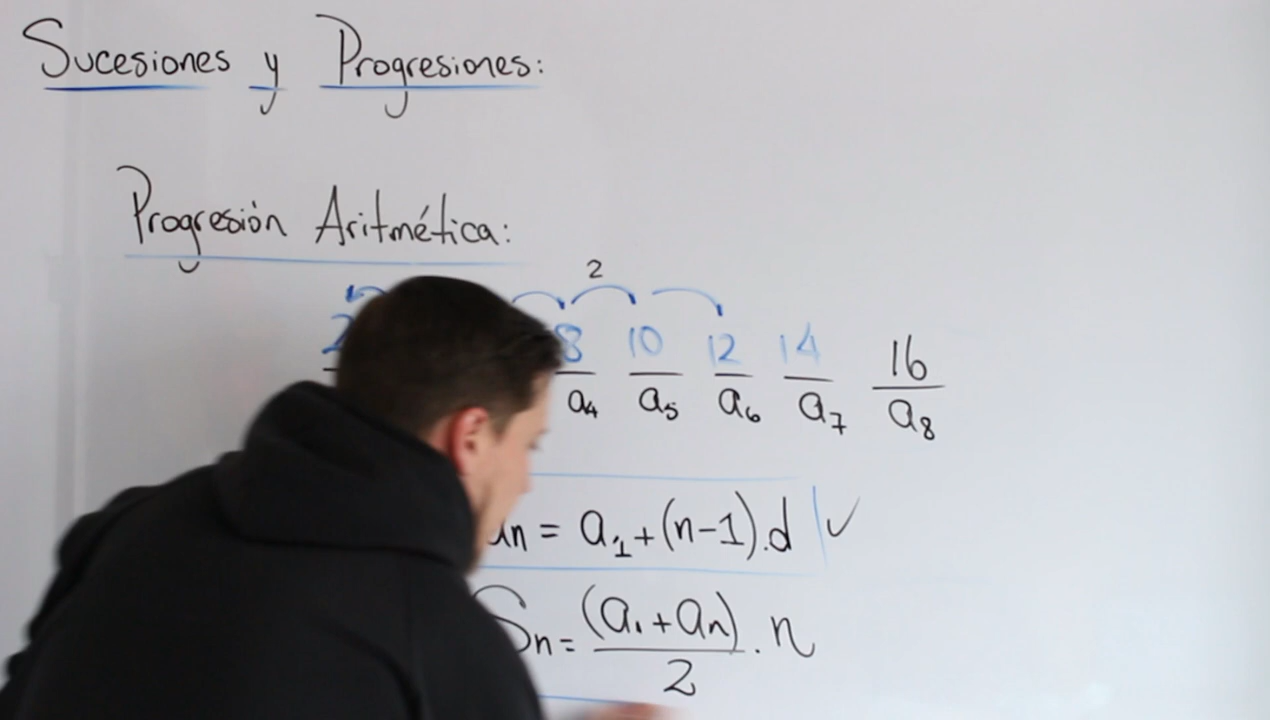 Sucesiones y Progresiones:
Progresión Aritmética:
2
2 8 10 12 14 16
a4 a5 a6 a7 a8
an = a1+(n-1).d ✓
Sn = (a1+an)/2 . n